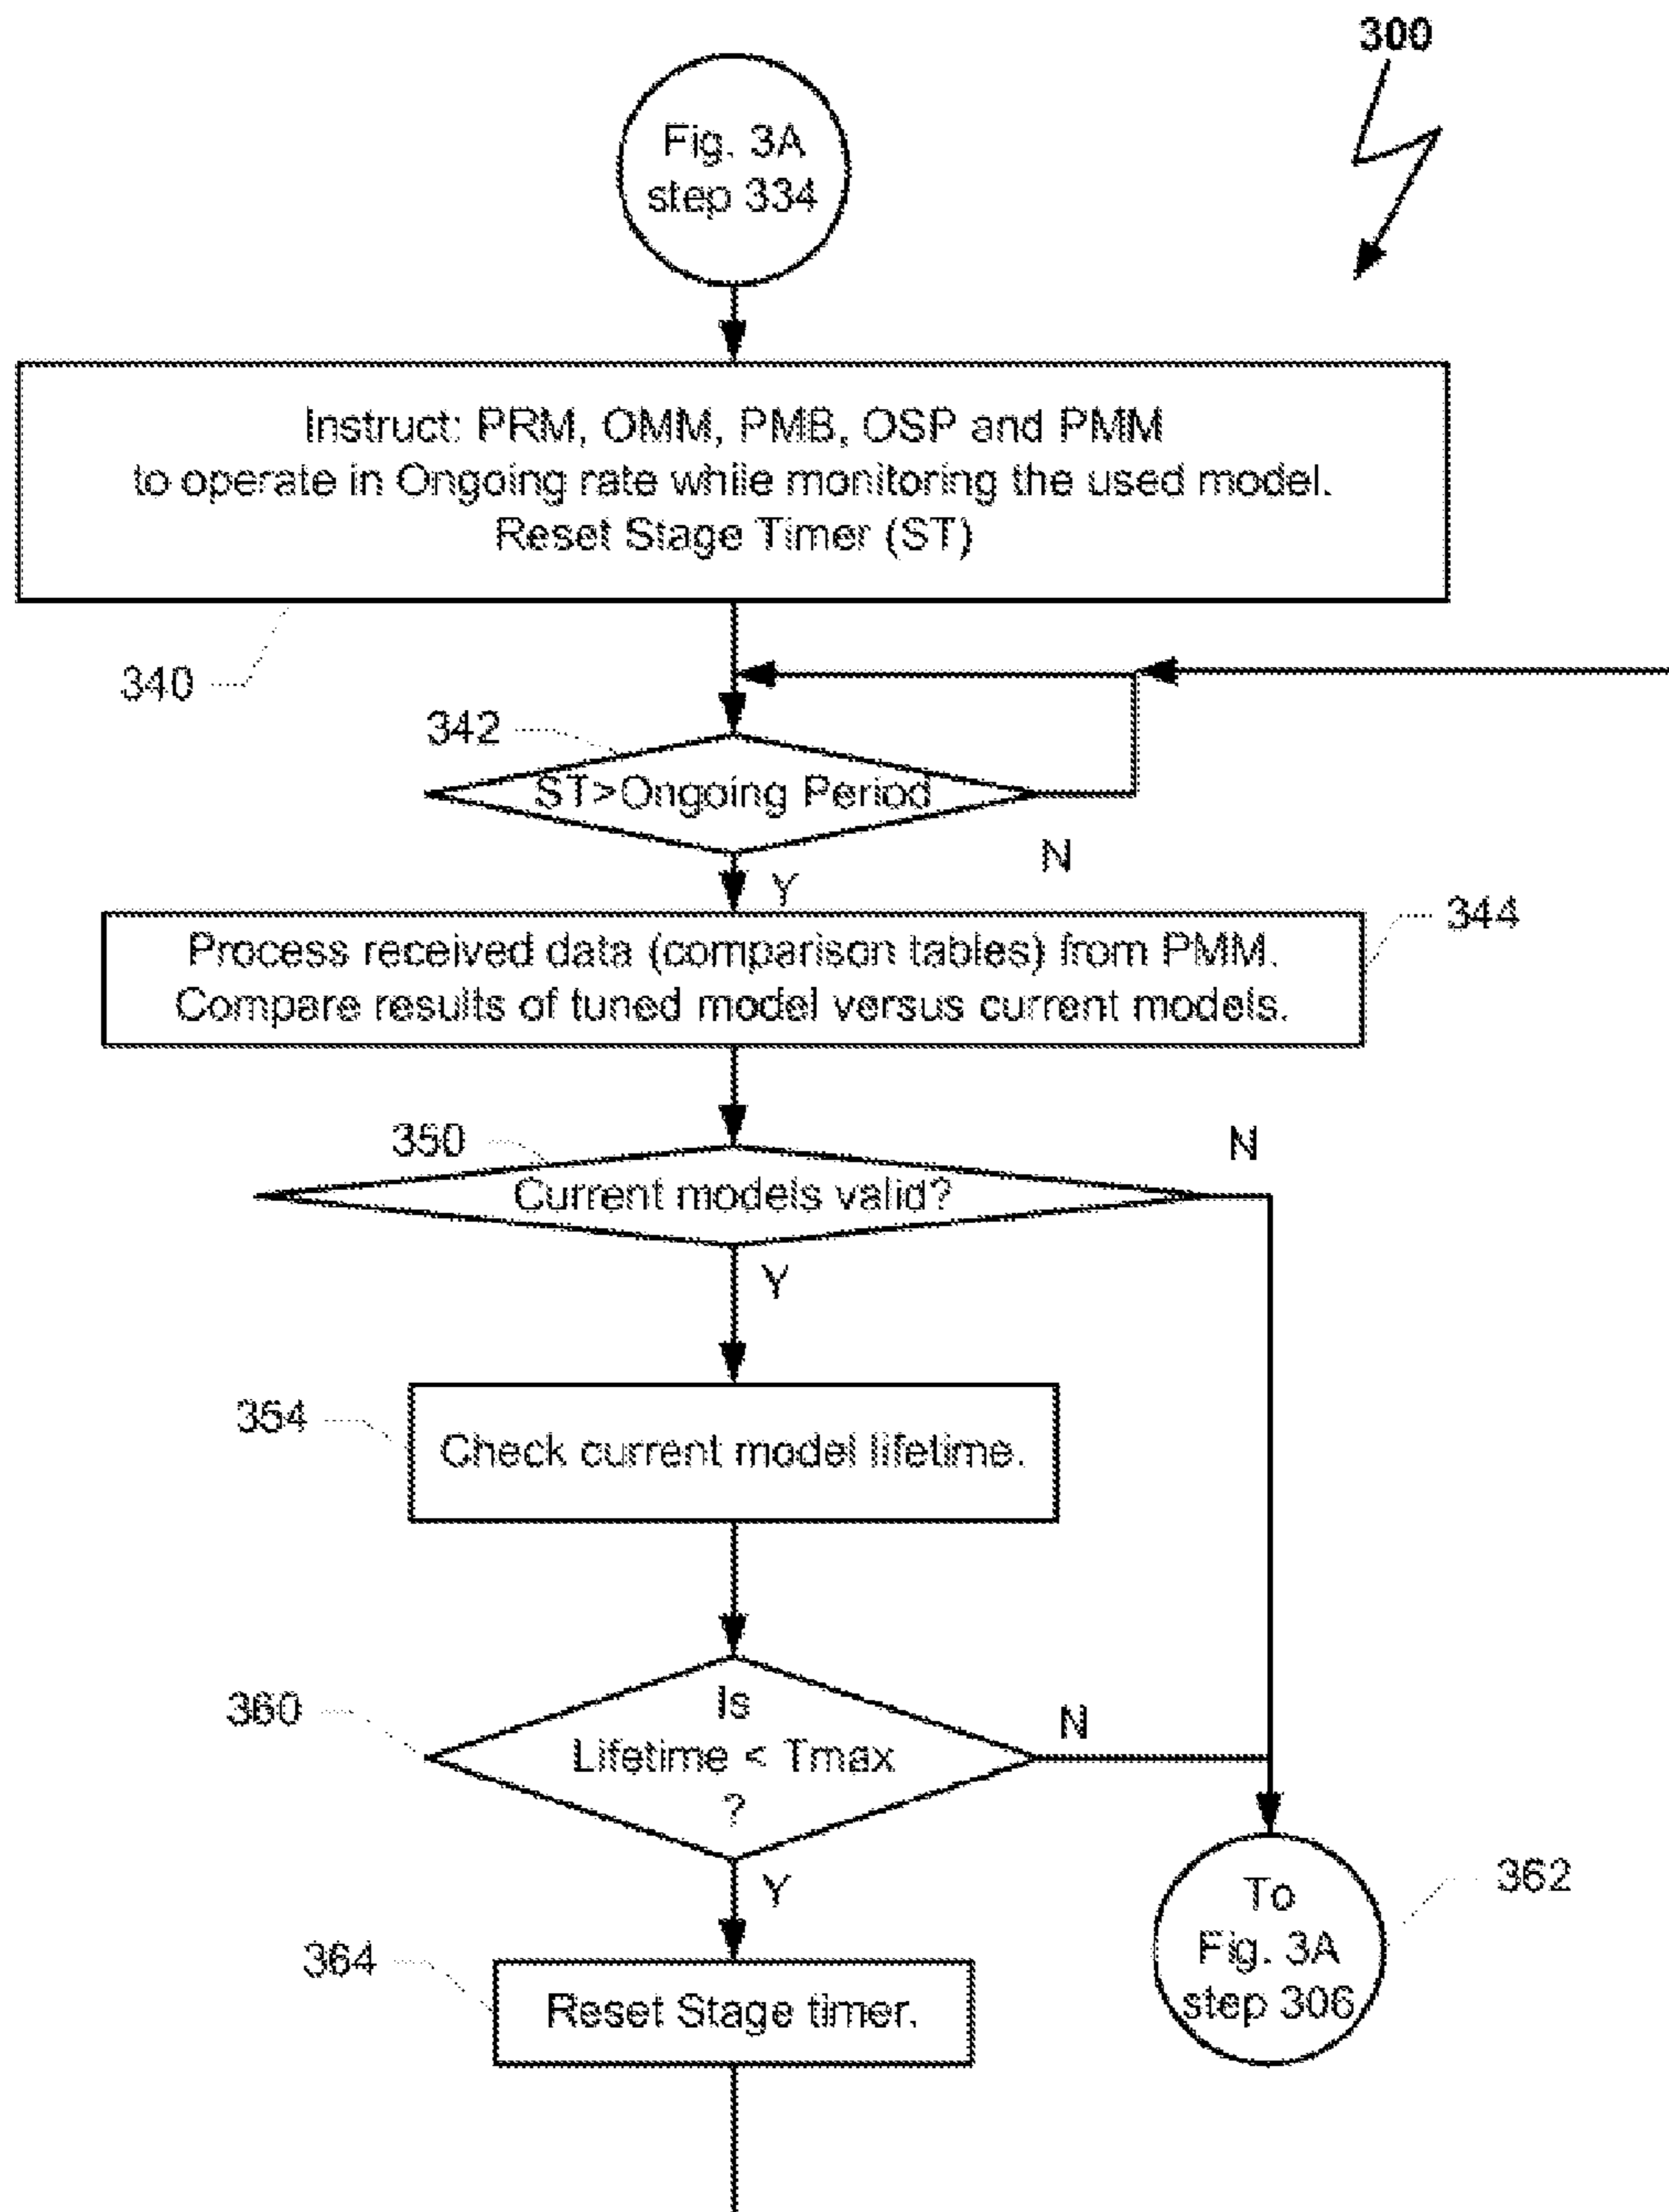 300
Fig. 3A
step 334
Instruct: PRM, OMM, PMB, OSP and PMM
to operate in Ongoing rate while monitoring the used model.
Reset Stage Timer (ST)
340
342
ST>Ongoing Period
N
Y
344
Process received data (comparison tables) from PMM.
Compare results of tuned model versus current models.
350
N
Current models valid?
Y
354
Check current model lifetime.
360
Is
Lifetime < Tmax
?
N
Y
362
To
Fig. 3A
step 306
364
Reset Stage timer.